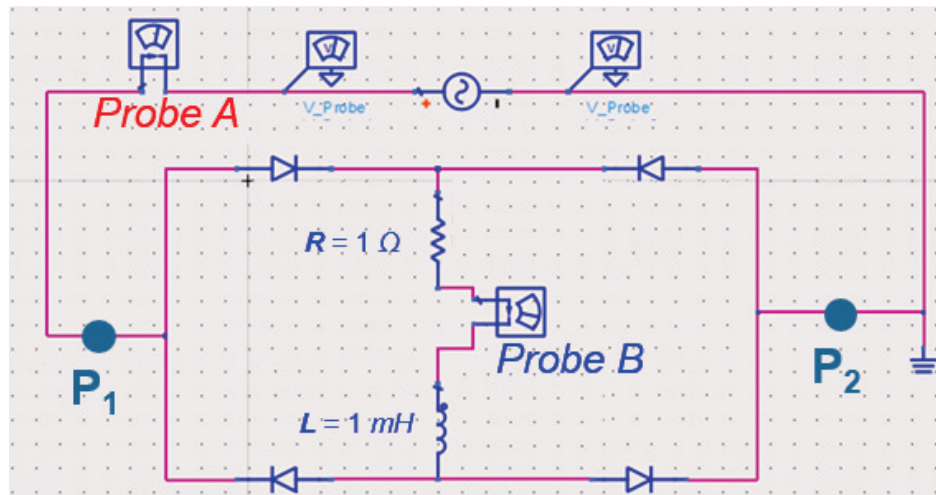 Probe A
V_Probe
V_Probe
R = 1 Ω
Probe B
P1
P2
L = 1 mH